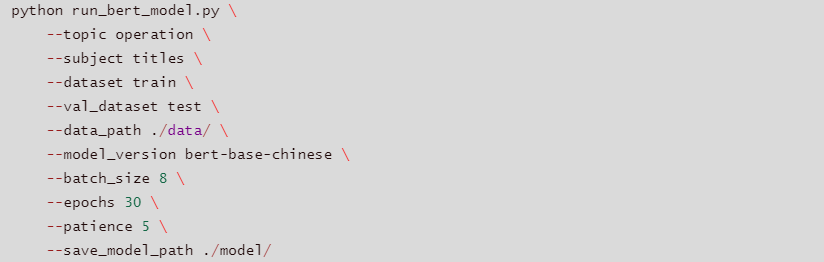 python run_bert_model.py \
--topic operation \
--subject titles \
--dataset train \
--val_dataset test \
--data_path ./data/ \
--model_version bert-base-chinese \
--batch_size 8 \
--epochs 30 \
--patience 5 \
--save_model_path ./model/